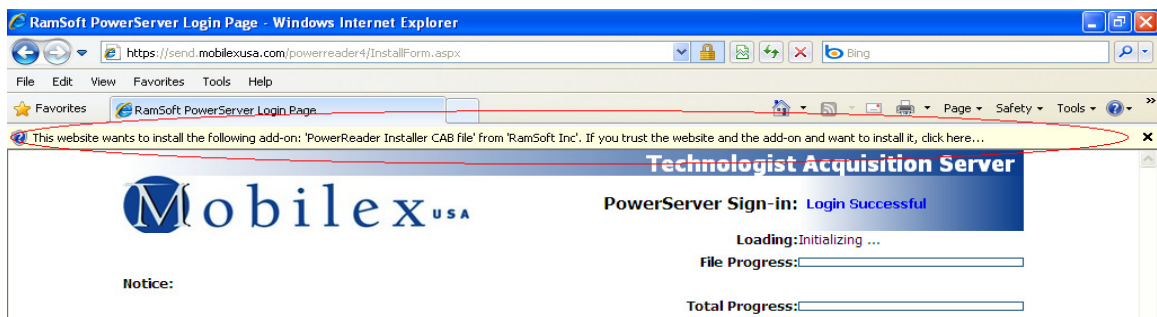 RamSoft PowerServer Login Page - Windows Internet Explorer
https://send.mobilexusa.com/powerreader4/InstallForm.aspx
Bing
File Edit View Favorites Tools Help
Favorites RamSoft PowerServer Login Page Page Safety Tools
This website wants to install the following add-on: 'PowerReader Installer CAB file' from 'RamSoft Inc'. If you trust the website and the add-on and want to install it, click here...
Technologist Acquisition Server
Mobilex USA
PowerServer Sign-in: Login Successful
Loading:Initializing ...
File Progress:
Notice:
Total Progress: